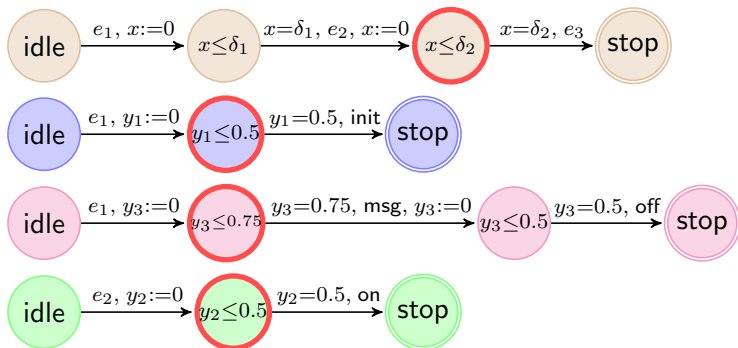 e₁, x:=0 x=δ₁, e₂, x:=0 x=δ₂, e₃
idle x≤δ₁ x≤δ₂ stop
e₁, y₁:=0 y₁=0.5, init
idle y₁≤0.5 stop
e₁, y₃:=0 y₃=0.75, msg, y₃:=0 y₃=0.5, off
idle y₃≤0.75 y₃≤0.5 stop
e₂, y₂:=0 y₂=0.5, on
idle y₂≤0.5 stop